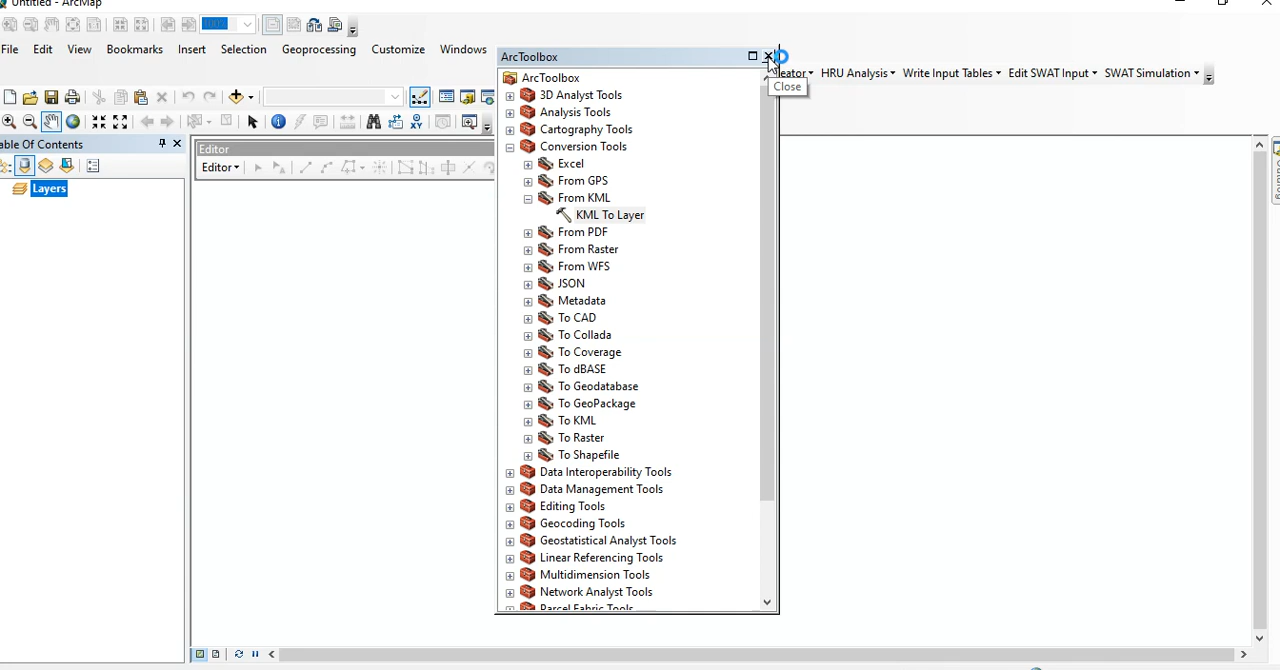 Untitled - ArcMap
File Edit View Bookmarks Insert Selection Geoprocessing Customize Windows
HRU Analysis Write Input Tables Edit SWAT Input SWAT Simulation
ArcToolbox
Close
Table Of Contents
Layers
Editor
Editor
ArcToolbox
3D Analyst Tools
Analysis Tools
Cartography Tools
Conversion Tools
Excel
From GPS
From KML
KML To Layer
From PDF
From Raster
From WFS
JSON
Metadata
To CAD
To Collada
To Coverage
To dBASE
To Geodatabase
To GeoPackage
To KML
To Raster
To Shapefile
Data Interoperability Tools
Data Management Tools
Editing Tools
Geocoding Tools
Geostatistical Analyst Tools
Linear Referencing Tools
Multidimension Tools
Network Analyst Tools
Parcel Fabric Tools